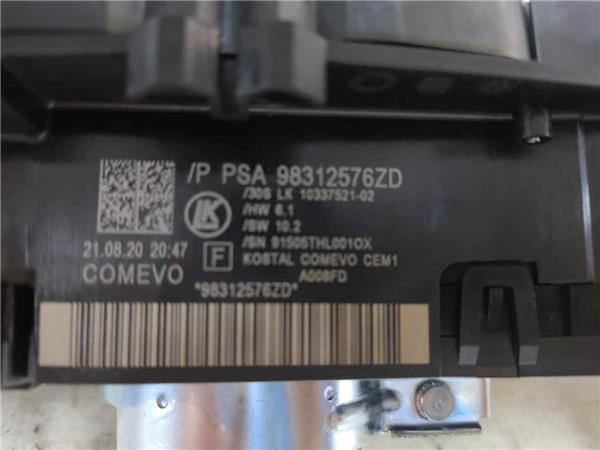 /P PSA 98312576ZD
/30S LK 10337521-02
/HW 6.1
/SW 10.2
/SN 91505THL001OX
KOSTAL COMEVO CEM1
A008FD
LK
21.08.20 20:47
F
COMEVO
*98312576ZD*